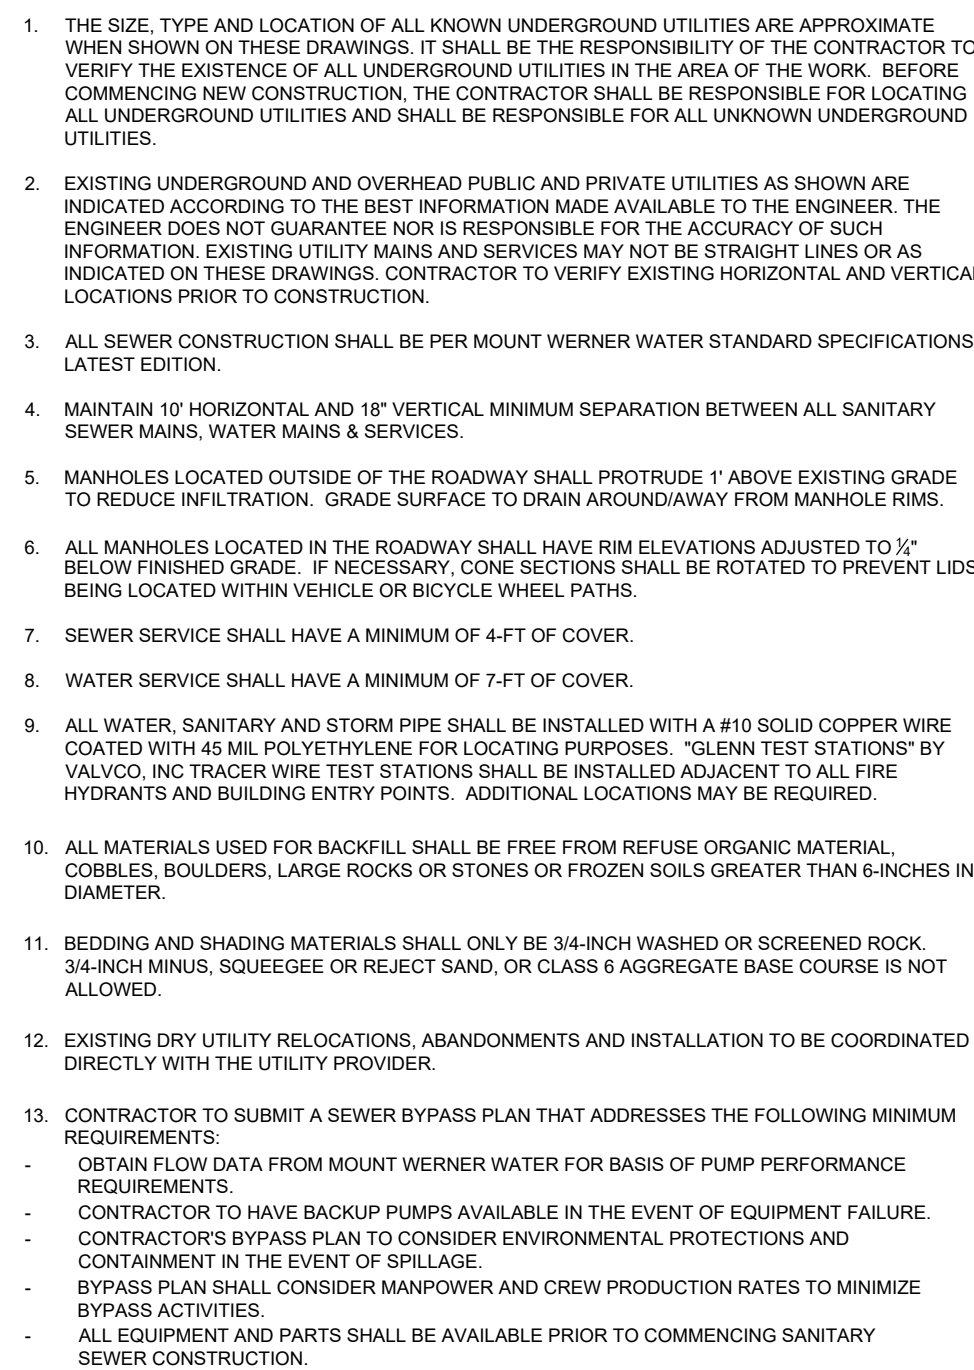 1. THE SIZE, TYPE AND LOCATION OF ALL KNOWN UNDERGROUND UTILITIES ARE APPROXIMATE
WHEN SHOWN ON THESE DRAWINGS. IT SHALL BE THE RESPONSIBILITY OF THE CONTRACTOR TO
VERIFY THE EXISTENCE OF ALL UNDERGROUND UTILITIES IN THE AREA OF THE WORK. BEFORE
COMMENCING NEW CONSTRUCTION, THE CONTRACTOR SHALL BE RESPONSIBLE FOR LOCATING
ALL UNDERGROUND UTILITIES AND SHALL BE RESPONSIBLE FOR ALL UNKNOWN UNDERGROUND
UTILITIES.
2. EXISTING UNDERGROUND AND OVERHEAD PUBLIC AND PRIVATE UTILITIES AS SHOWN ARE
INDICATED ACCORDING TO THE BEST INFORMATION MADE AVAILABLE TO THE ENGINEER. THE
ENGINEER DOES NOT GUARANTEE NOR IS RESPONSIBLE FOR THE ACCURACY OF SUCH
INFORMATION. EXISTING UTILITY MAINS AND SERVICES MAY NOT BE STRAIGHT LINES OR AS
INDICATED ON THESE DRAWINGS. CONTRACTOR TO VERIFY EXISTING HORIZONTAL AND VERTICAL
LOCATIONS PRIOR TO CONSTRUCTION.
3. ALL SEWER CONSTRUCTION SHALL BE PER MOUNT WERNER WATER STANDARD SPECIFICATIONS
LATEST EDITION.
4. MAINTAIN 10' HORIZONTAL AND 18" VERTICAL MINIMUM SEPARATION BETWEEN ALL SANITARY
SEWER MAINS, WATER MAINS & SERVICES.
5. MANHOLES LOCATED OUTSIDE OF THE ROADWAY SHALL PROTRUDE 1' ABOVE EXISTING GRADE
TO REDUCE INFILTRATION. GRADE SURFACE TO DRAIN AROUND/AWAY FROM MANHOLE RIMS.
6. ALL MANHOLES LOCATED IN THE ROADWAY SHALL HAVE RIM ELEVATIONS ADJUSTED TO ¼"
BELOW FINISHED GRADE. IF NECESSARY, CONE SECTIONS SHALL BE ROTATED TO PREVENT LIDS
BEING LOCATED WITHIN VEHICLE OR BICYCLE WHEEL PATHS.
7. SEWER SERVICE SHALL HAVE A MINIMUM OF 4-FT OF COVER.
8. WATER SERVICE SHALL HAVE A MINIMUM OF 7-FT OF COVER.
9. ALL WATER, SANITARY AND STORM PIPE SHALL BE INSTALLED WITH A #10 SOLID COPPER WIRE
COATED WITH 45 MIL POLYETHYLENE FOR LOCATING PURPOSES. "GLENN TEST STATIONS" BY
VALVCO, INC TRACER WIRE TEST STATIONS SHALL BE INSTALLED ADJACENT TO ALL FIRE
HYDRANTS AND BUILDING ENTRY POINTS. ADDITIONAL LOCATIONS MAY BE REQUIRED.
10. ALL MATERIALS USED FOR BACKFILL SHALL BE FREE FROM REFUSE ORGANIC MATERIAL,
COBBLES, BOULDERS, LARGE ROCKS OR STONES OR FROZEN SOILS GREATER THAN 6-INCHES IN
DIAMETER.
11. BEDDING AND SHADING MATERIALS SHALL ONLY BE 3/4-INCH WASHED OR SCREENED ROCK.
3/4-INCH MINUS, SQUEEGEE OR REJECT SAND, OR CLASS 6 AGGREGATE BASE COURSE IS NOT
ALLOWED.
12. EXISTING DRY UTILITY RELOCATIONS, ABANDONMENTS AND INSTALLATION TO BE COORDINATED
DIRECTLY WITH THE UTILITY PROVIDER.
13. CONTRACTOR TO SUBMIT A SEWER BYPASS PLAN THAT ADDRESSES THE FOLLOWING MINIMUM
REQUIREMENTS:
- OBTAIN FLOW DATA FROM MOUNT WERNER WATER FOR BASIS OF PUMP PERFORMANCE
REQUIREMENTS.
- CONTRACTOR TO HAVE BACKUP PUMPS AVAILABLE IN THE EVENT OF EQUIPMENT FAILURE.
- CONTRACTOR'S BYPASS PLAN TO CONSIDER ENVIRONMENTAL PROTECTIONS AND
CONTAINMENT IN THE EVENT OF SPILLAGE.
- BYPASS PLAN SHALL CONSIDER MANPOWER AND CREW PRODUCTION RATES TO MINIMIZE
BYPASS ACTIVITIES.
- ALL EQUIPMENT AND PARTS SHALL BE AVAILABLE PRIOR TO COMMENCING SANITARY
SEWER CONSTRUCTION.